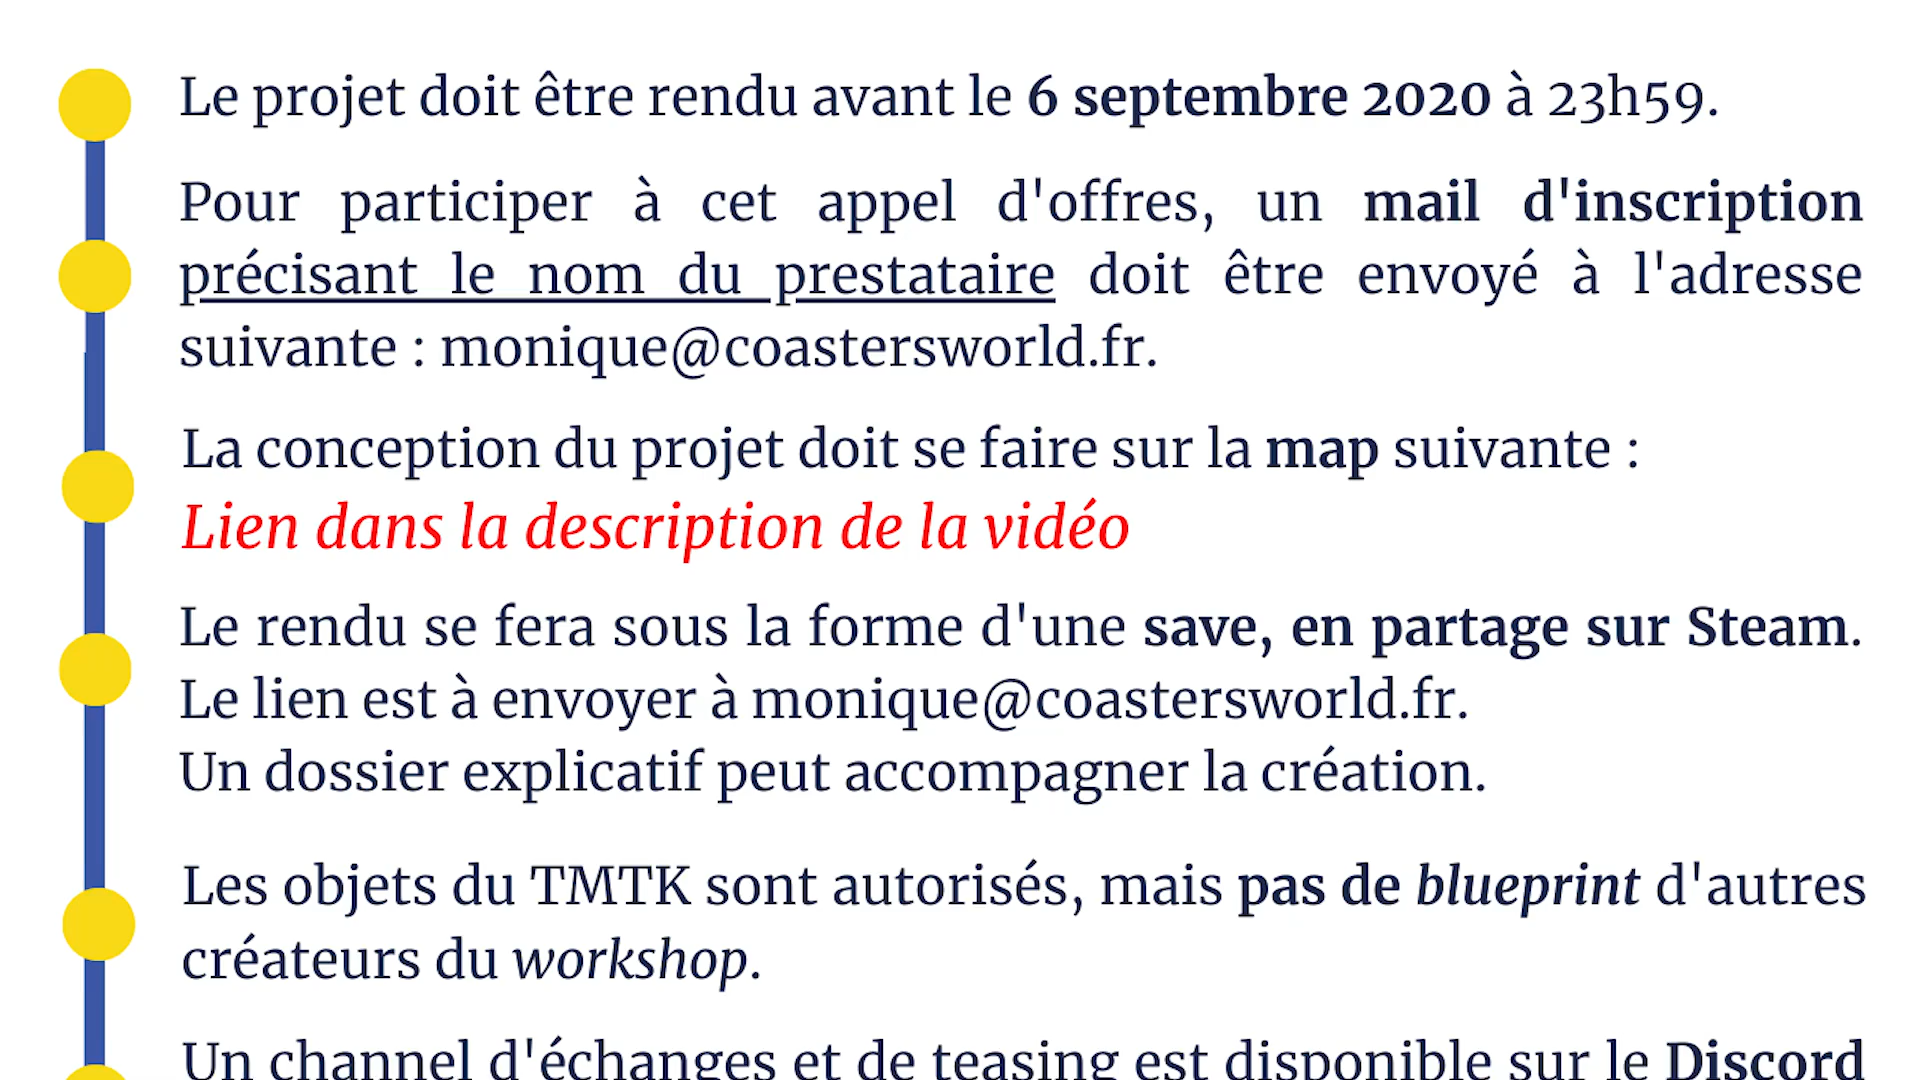 Le projet doit être rendu avant le 6 septembre 2020 à 23h59.
Pour participer à cet appel d'offres, un mail d'inscription
précisant le nom du prestataire doit être envoyé à l'adresse
suivante : monique@coastersworld.fr.
La conception du projet doit se faire sur la map suivante :
Lien dans la description de la vidéo
Le rendu se fera sous la forme d'une save, en partage sur Steam.
Le lien est à envoyer à monique@coastersworld.fr.
Un dossier explicatif peut accompagner la création.
Les objets du TMTK sont autorisés, mais pas de blueprint d'autres
créateurs du workshop.
Un channel d'échanges et de teasing est disponible sur le Discord